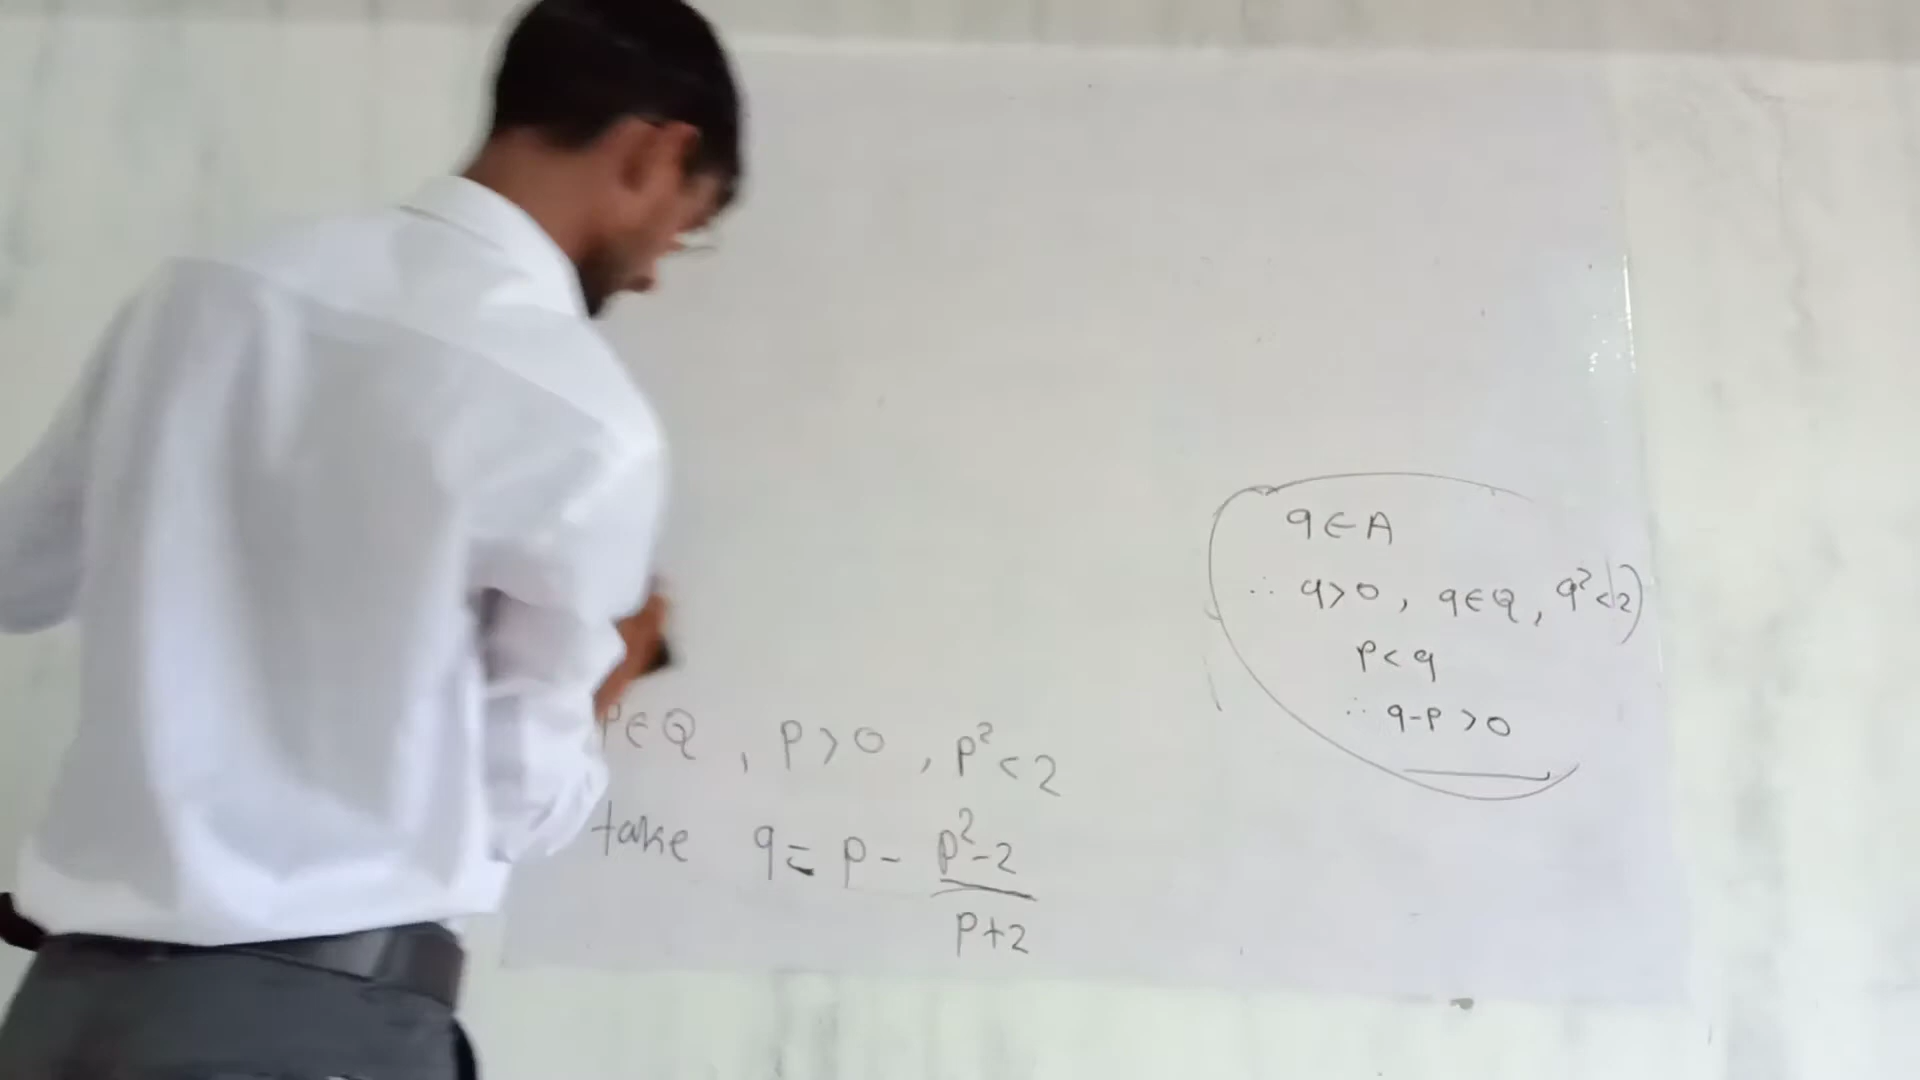 q ∈ A
∴ q > 0, q ∈ Q, q² < 2
p < q
∴ q - p > 0
p ∈ Q, p > 0, p² < 2
take q = p - (p² - 2)/(p + 2)